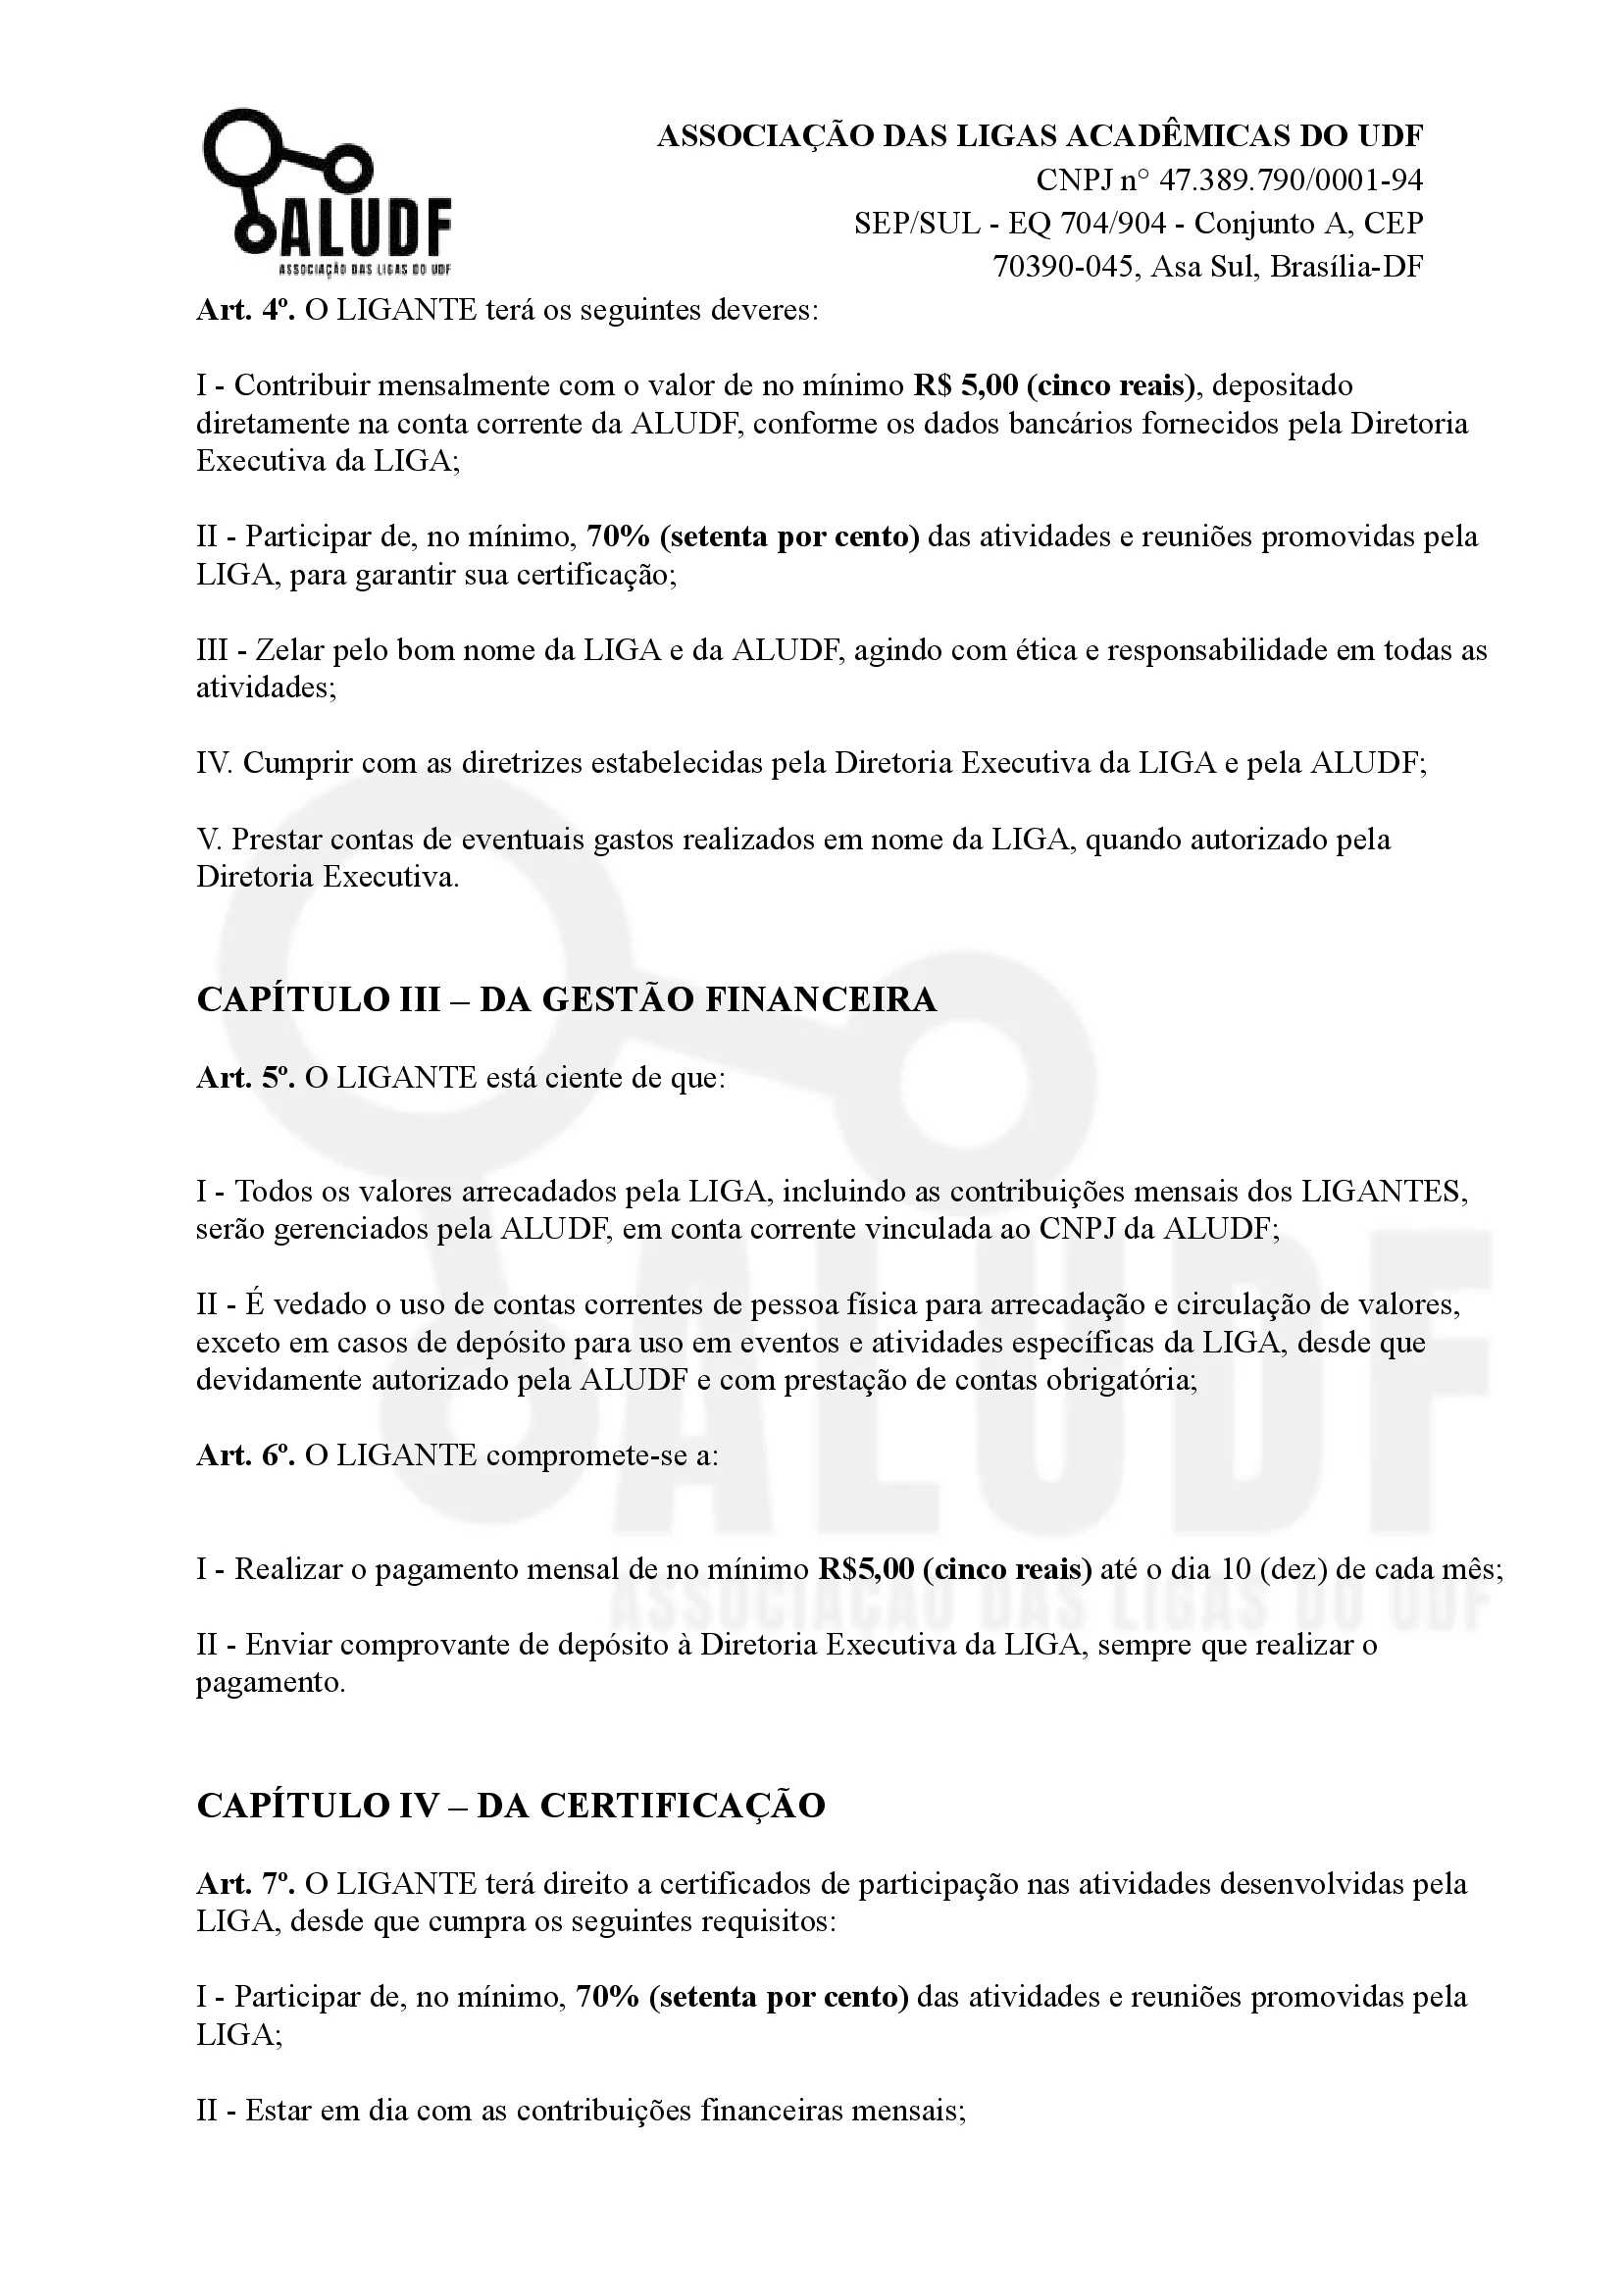 ALUDF
ASSOCIAÇÃO DAS LIGAS DO UDF
ASSOCIAÇÃO DAS LIGAS ACADÊMICAS DO UDF
CNPJ n° 47.389.790/0001-94
SEP/SUL - EQ 704/904 - Conjunto A, CEP
70390-045, Asa Sul, Brasília-DF
Art. 4º. O LIGANTE terá os seguintes deveres:
I - Contribuir mensalmente com o valor de no mínimo R$ 5,00 (cinco reais), depositado
diretamente na conta corrente da ALUDF, conforme os dados bancários fornecidos pela Diretoria
Executiva da LIGA;
II - Participar de, no mínimo, 70% (setenta por cento) das atividades e reuniões promovidas pela
LIGA, para garantir sua certificação;
III - Zelar pelo bom nome da LIGA e da ALUDF, agindo com ética e responsabilidade em todas as
atividades;
IV. Cumprir com as diretrizes estabelecidas pela Diretoria Executiva da LIGA e pela ALUDF;
V. Prestar contas de eventuais gastos realizados em nome da LIGA, quando autorizado pela
Diretoria Executiva.
CAPÍTULO III – DA GESTÃO FINANCEIRA
Art. 5º. O LIGANTE está ciente de que:
I - Todos os valores arrecadados pela LIGA, incluindo as contribuições mensais dos LIGANTES,
serão gerenciados pela ALUDF, em conta corrente vinculada ao CNPJ da ALUDF;
II - É vedado o uso de contas correntes de pessoa física para arrecadação e circulação de valores,
exceto em casos de depósito para uso em eventos e atividades específicas da LIGA, desde que
devidamente autorizado pela ALUDF e com prestação de contas obrigatória;
Art. 6º. O LIGANTE compromete-se a:
I - Realizar o pagamento mensal de no mínimo R$5,00 (cinco reais) até o dia 10 (dez) de cada mês;
II - Enviar comprovante de depósito à Diretoria Executiva da LIGA, sempre que realizar o
pagamento.
ALUDF
ASSOCIAÇÃO DAS LIGAS DO UDF
CAPÍTULO IV – DA CERTIFICAÇÃO
Art. 7º. O LIGANTE terá direito a certificados de participação nas atividades desenvolvidas pela
LIGA, desde que cumpra os seguintes requisitos:
I - Participar de, no mínimo, 70% (setenta por cento) das atividades e reuniões promovidas pela
LIGA;
II - Estar em dia com as contribuições financeiras mensais;